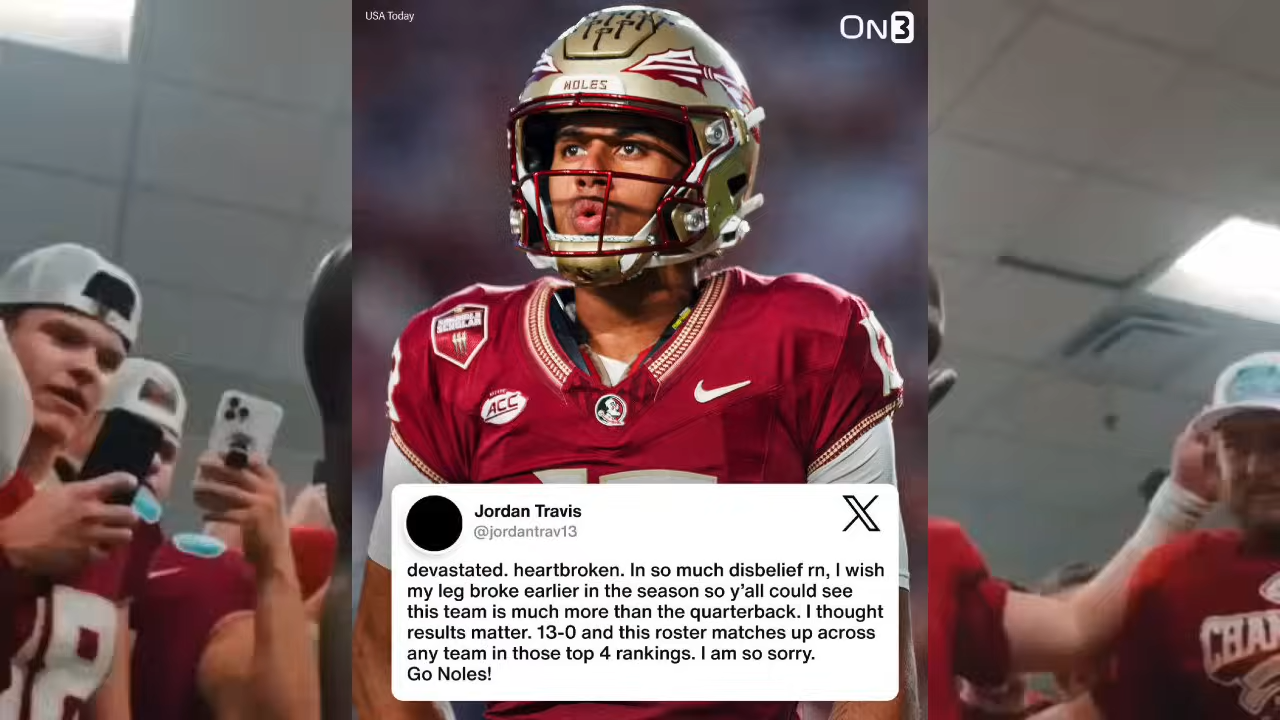 USA Today
ON3
NOLES
SEMINOLE
SCHOLAR
ACC
Jordan Travis
@jordantrav13
devastated. heartbroken. In so much disbelief rn, I wish
my leg broke earlier in the season so y’all could see
this team is much more than the quarterback. I thought
results matter. 13-0 and this roster matches up across
any team in those top 4 rankings. I am so sorry.
Go Noles!
CHA